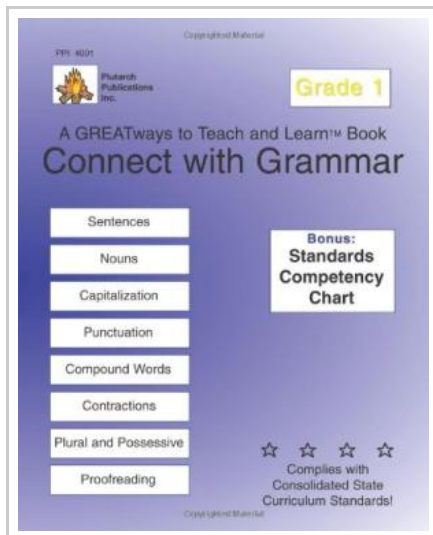 Copyrighted Material
PPI 4001
Plutarch
Publications
Inc.
Grade 1
A GREATways to Teach and Learn™ Book
Connect with Grammar
Sentences
Nouns
Capitalization
Punctuation
Compound Words
Contractions
Plural and Possessive
Proofreading
Bonus:
Standards
Competency
Chart
Complies with
Consolidated State
Curriculum Standards!
Copyrighted Material